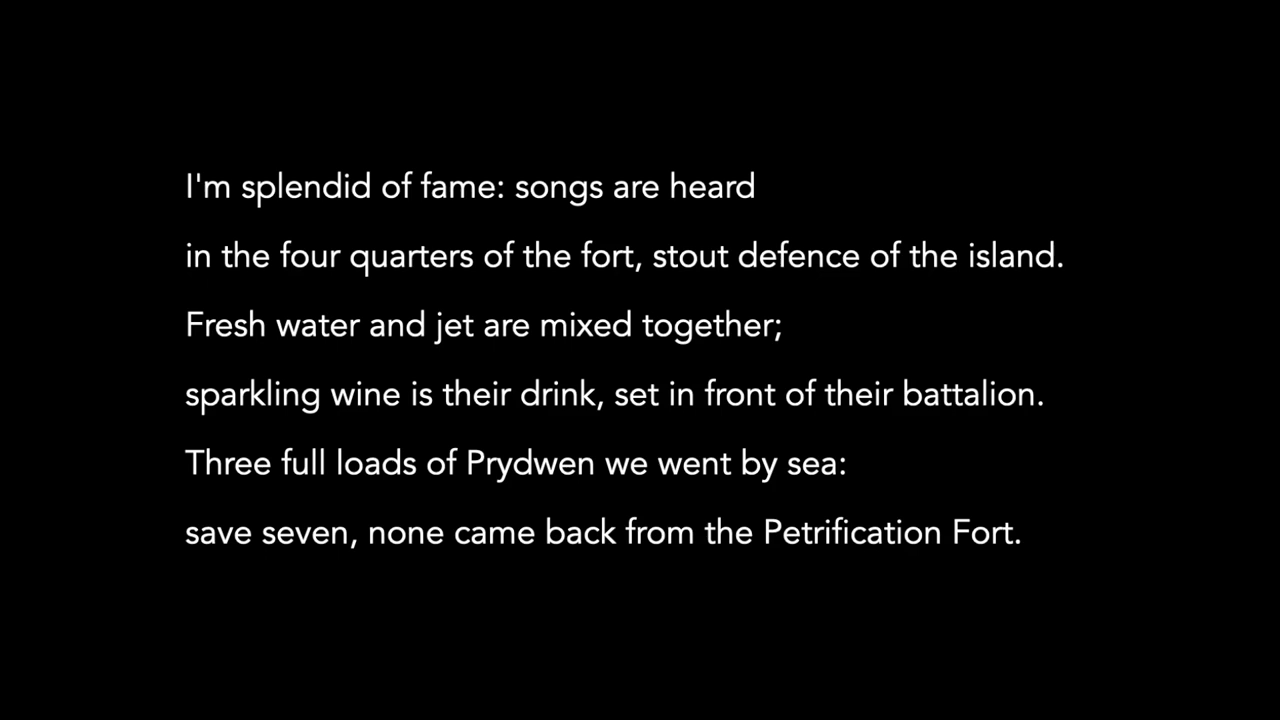 I'm splendid of fame: songs are heard
in the four quarters of the fort, stout defence of the island.
Fresh water and jet are mixed together;
sparkling wine is their drink, set in front of their battalion.
Three full loads of Prydwen we went by sea:
save seven, none came back from the Petrification Fort.